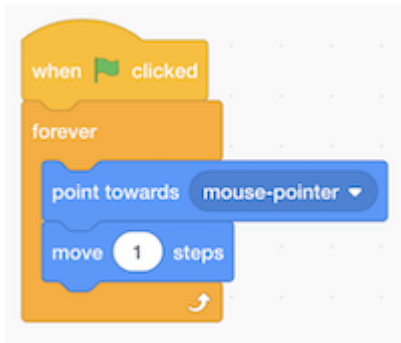 when clicked
forever
point towards mouse-pointer
move 1 steps